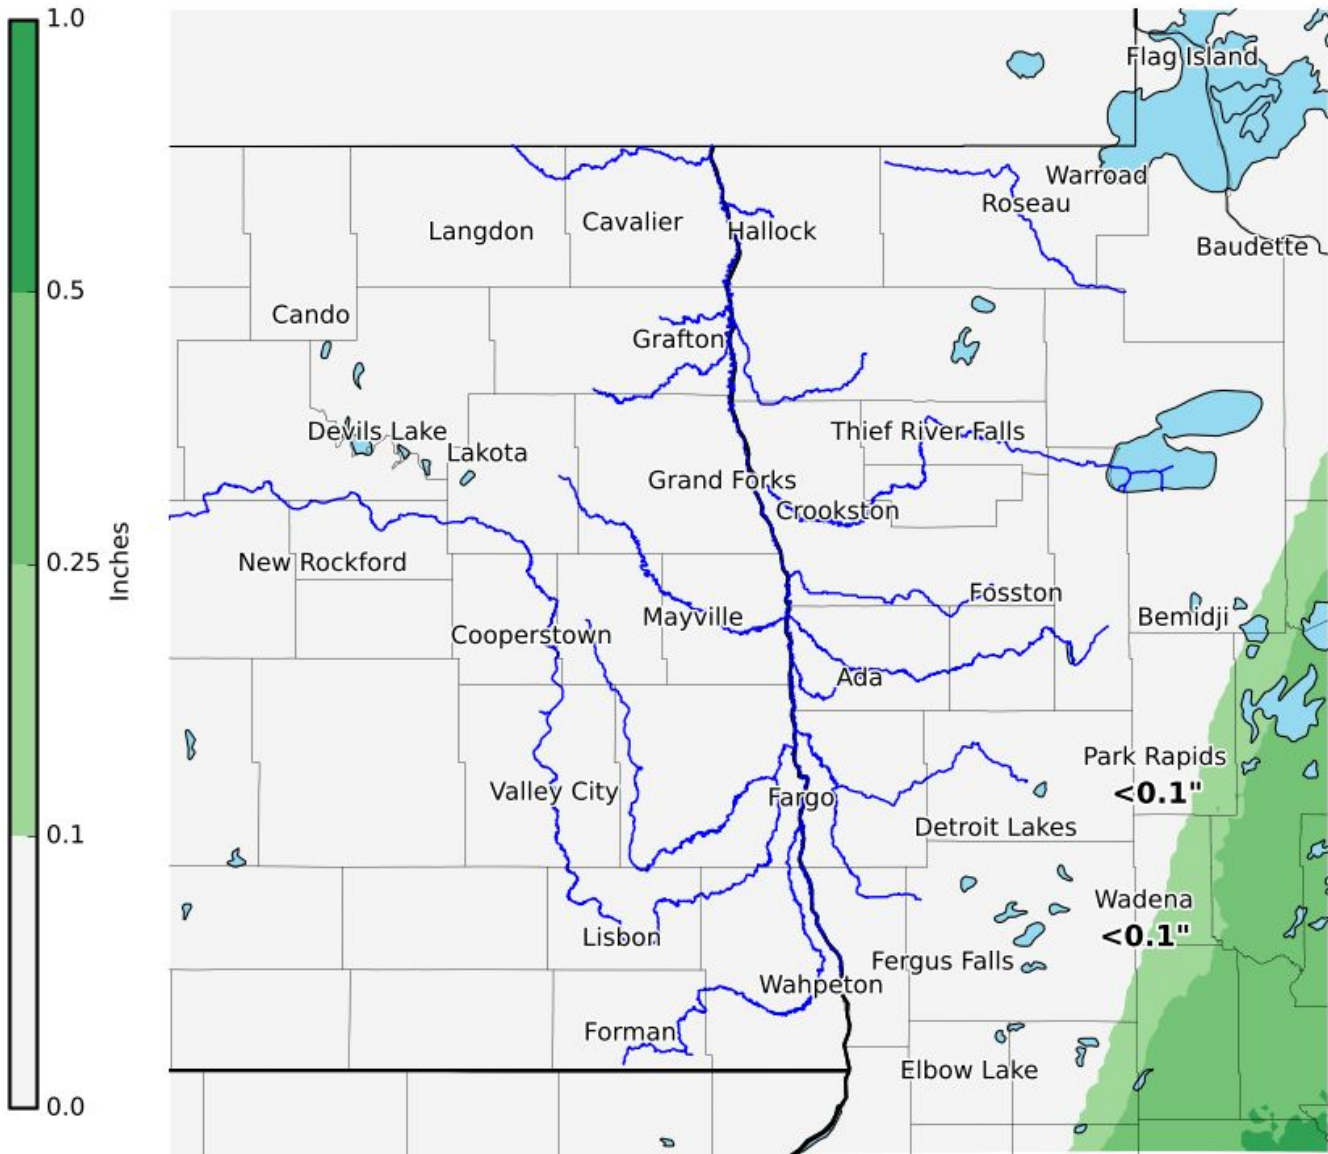 1.0
0.5
0.25
0.1
0.0
Inches
Flag Island
Warroad
Roseau
Baudette
Langdon
Cavalier
Hallock
Cando
Grafton
Devils Lake
Lakota
Thief River Falls
Grand Forks
Crookston
New Rockford
Fosston
Mayville
Bemidji
Cooperstown
Ada
Park Rapids
<0.1"
Valley City
Fargo
Detroit Lakes
Wadena
<0.1"
Lisbon
Fergus Falls
Wahpeton
Forman
Elbow Lake